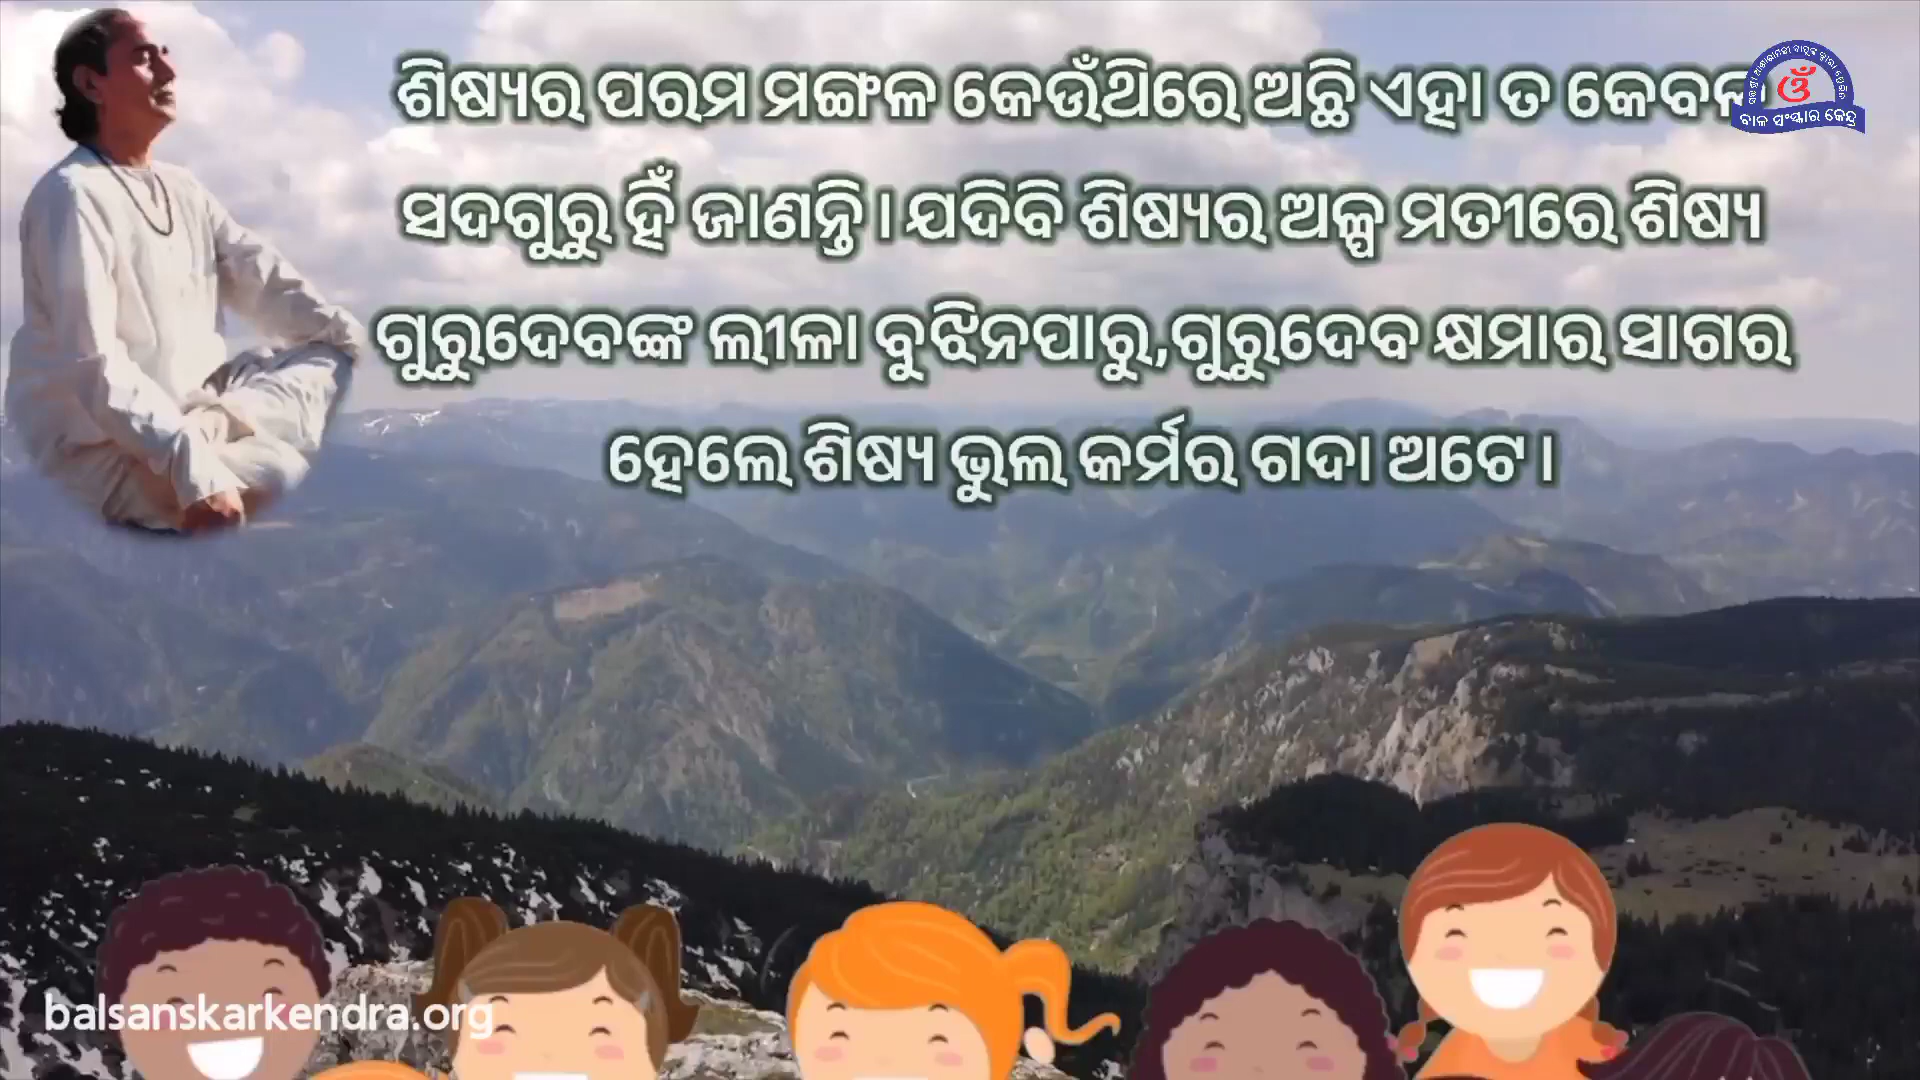 ଶିଷ୍ୟର ପରମ ମଙ୍ଗଳ କେଉଁଥିରେ ଅଛି ଏହା ତ କେବଳ
ସଦଗୁରୁ ହିଁ ଜାଣନ୍ତି । ଯଦିବି ଶିଷ୍ୟର ଅଳ୍ପ ମତୀରେ ଶିଷ୍ୟ
ଗୁରୁଦେବଙ୍କ ଲୀଳା ବୁଝିନପାରୁ,ଗୁରୁଦେବ କ୍ଷମାର ସାଗର
ହେଲେ ଶିଷ୍ୟ ଭୁଲ କର୍ମର ଗଦା ଅଟେ ।
ଓଁ
ବାଳ ସଂସ୍କାର କେନ୍ଦ୍ର
balsanskarkendra.org